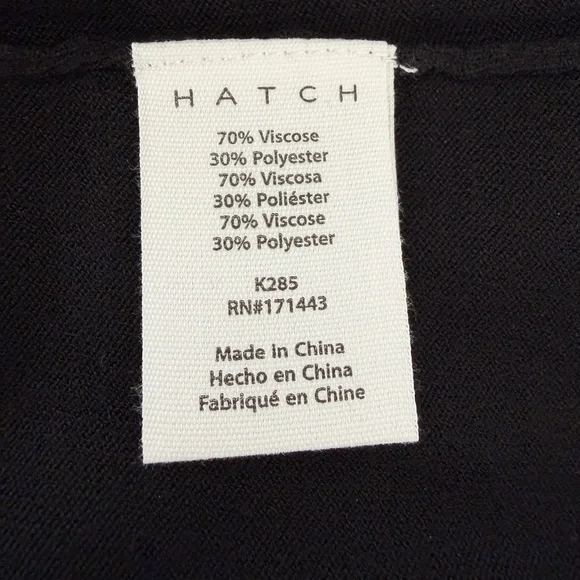 HATCH
70% Viscose
30% Polyester
70% Viscosa
30% Poliéster
70% Viscose
30% Polyester
K285
RN#171443
Made in China
Hecho en China
Fabriqué en Chine